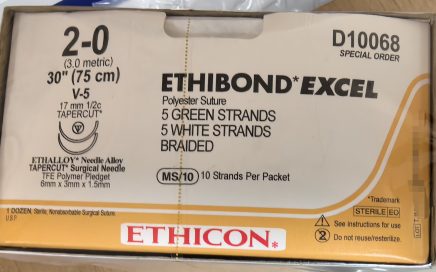 2-0
(3.0 metric)
30" (75 cm)
V-5
17 mm 1/2c
TAPERCUT*
ETHALLOY* Needle Alloy
TAPERCUT* Surgical Needle
TFE Polymer Pledget
6mm x 3mm x 1.5mm
1 DOZEN, Sterile, Nonabsorbable Surgical Suture
U.S.P.
D10068
SPECIAL ORDER
ETHIBOND*EXCEL
Polyester Suture
5 GREEN STRANDS
5 WHITE STRANDS
BRAIDED
MS/10 10 Strands Per Packet
*Trademark
STERILE EO
See instructions for use
2 Do not reuse/resterilize.
LOT
ETHICON*